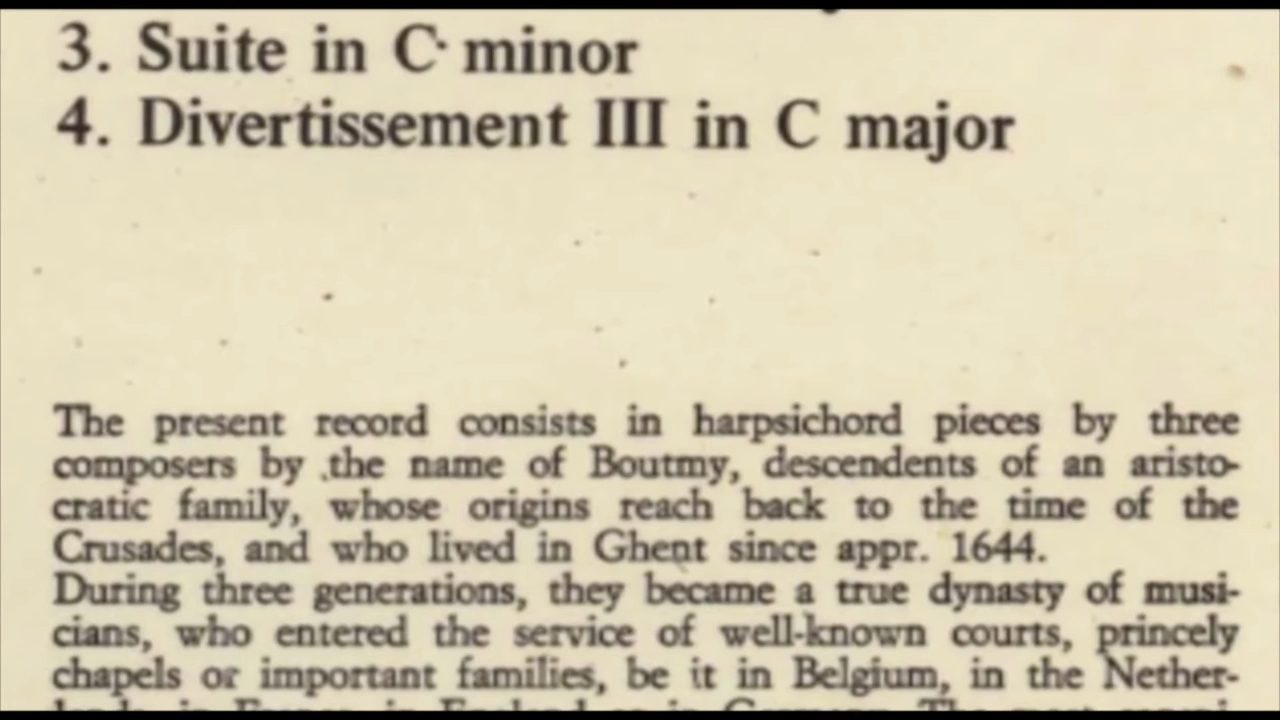 3. Suite in C minor
4. Divertissement III in C major
The present record consists in harpsichord pieces by three
composers by the name of Boutmy, descendents of an aristo-
cratic family, whose origins reach back to the time of the
Crusades, and who lived in Ghent since appr. 1644.
During three generations, they became a true dynasty of musi-
cians, who entered the service of well-known courts, princely
chapels or important families, be it in Belgium, in the Nether-